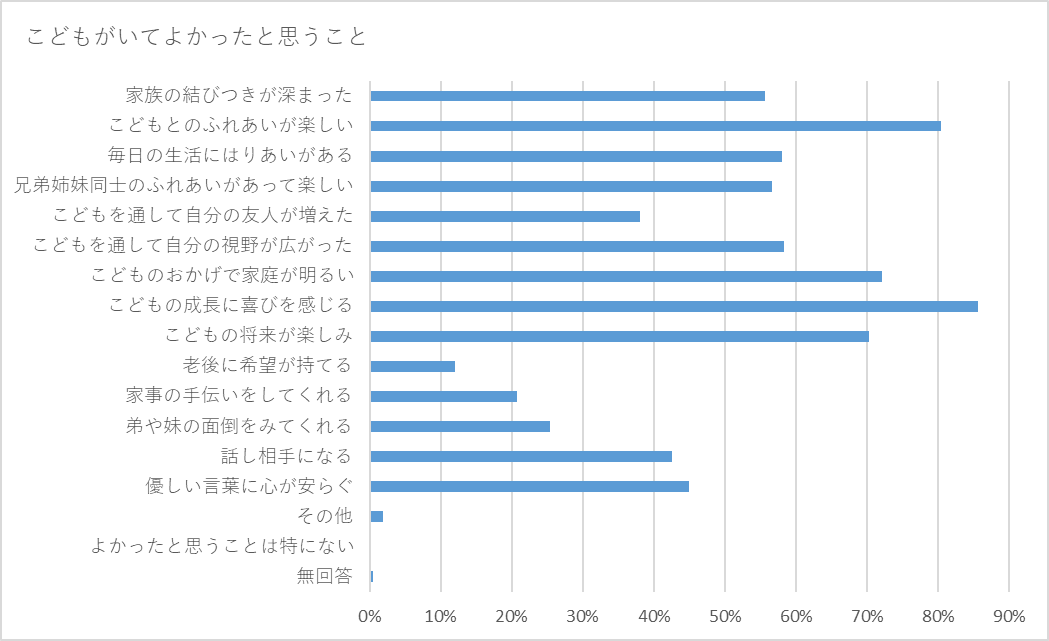 こどもがいてよかったと思うこと
家族の結びつきが深まった
こどもとのふれあいが楽しい
毎日の生活にはりあいがある
兄弟姉妹同士のふれあいがあって楽しい
こどもを通して自分の友人が増えた
こどもを通して自分の視野が広がった
こどものおかげで家庭が明るい
こどもの成長に喜びを感じる
こどもの将来が楽しみ
老後に希望が持てる
家事の手伝いをしてくれる
弟や妹の面倒をみてくれる
話し相手になる
優しい言葉に心が安らぐ
その他
よかったと思うことは特にない
無回答
0% 10% 20% 30% 40% 50% 60% 70% 80% 90%